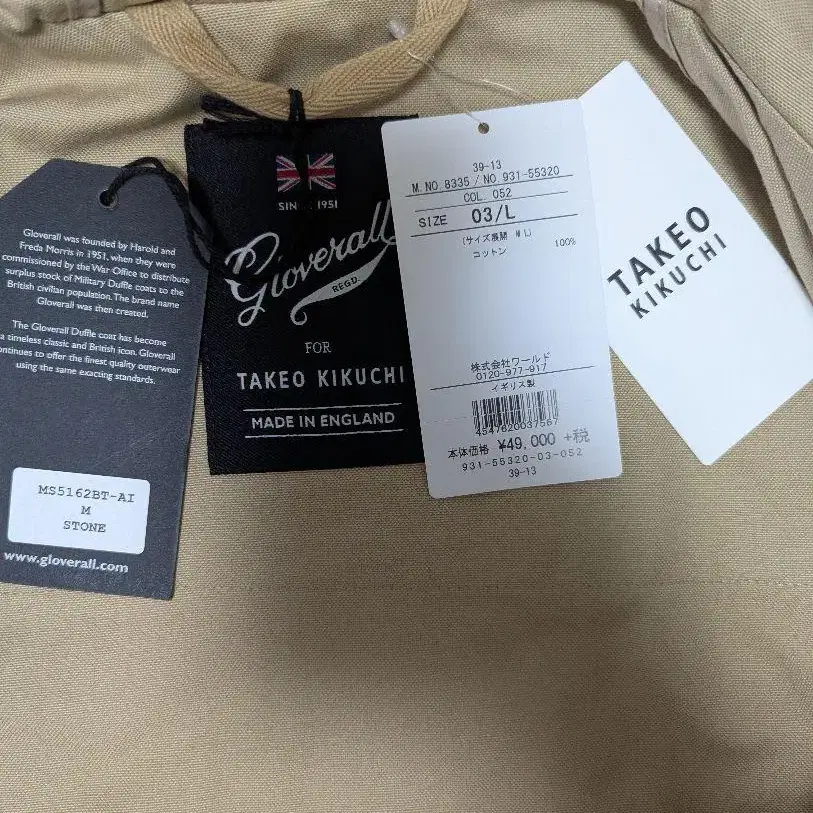 Gloverall was founded by Harold and
Freda Morris in 1951, when they were
commissioned by the War Office to distribute
surplus stock of Military Duffle coats to the
British civilian population. The brand name
Gloverall was then created.
The Gloverall Duffle coat has become
a timeless classic and British icon. Gloverall
continues to offer the finest quality outerwear
using the same exacting standards.
MS5162BT-AI
M
STONE
www.gloverall.com
1951
Gloverall
REGD.
FOR
TAKEO KIKUCHI
MADE IN ENGLAND
39-13
M. NO. 8335 / NO. 931-55320
COL. 052
SIZE 03/L
(サイズ展開 M L)
コットン 100%
株式会社ワールド
0120-977-917
イギリス製
4547620037567
本体価格 ¥49,000 +税
931-55320-03-052
39-13
TAKEO
KIKUCHI